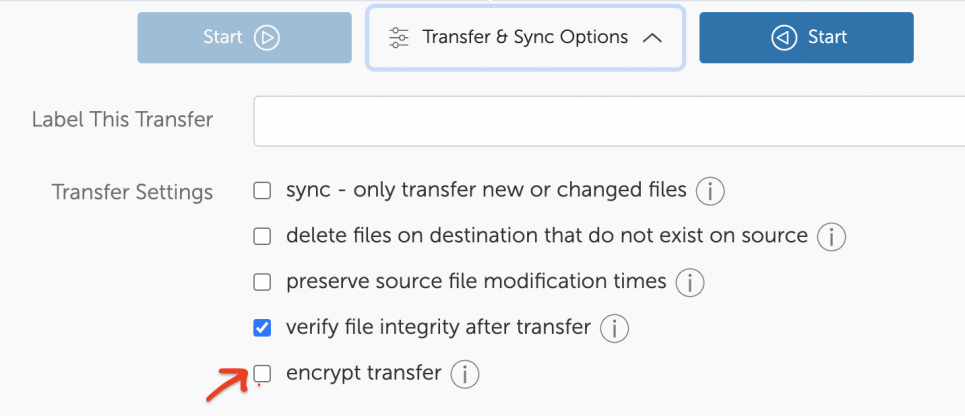 Start Transfer & Sync Options Start
Label This Transfer
Transfer Settings
sync - only transfer new or changed files
delete files on destination that do not exist on source
preserve source file modification times
verify file integrity after transfer
encrypt transfer